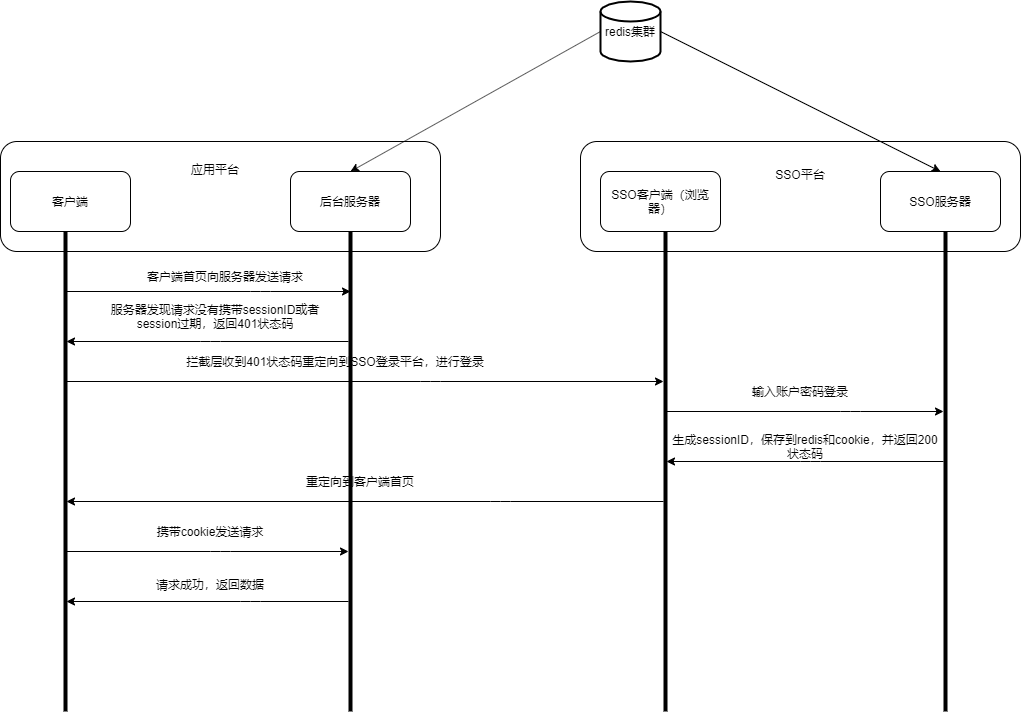 redis集群
应用平台
SSO平台
客户端
后台服务器
SSO客户端（浏览
器）
SSO服务器
客户端首页向服务器发送请求
服务器发现请求没有携带sessionID或者
session过期，返回401状态码
拦截层收到401状态码重定向到SSO登录平台，进行登录
输入账户密码登录
生成sessionID，保存到redis和cookie，并返回200
状态码
重定向到客户端首页
携带cookie发送请求
请求成功，返回数据